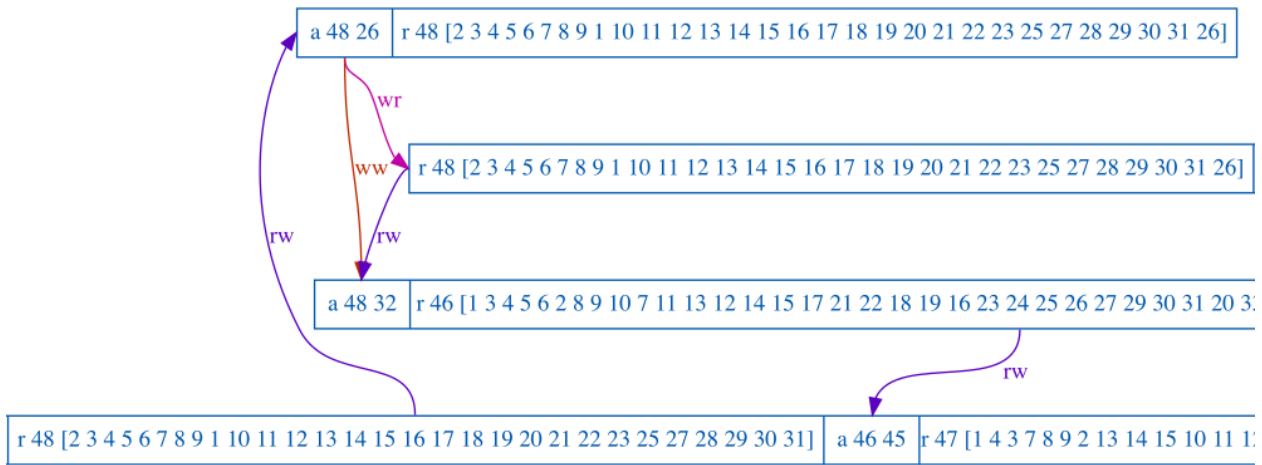 a 48 26 r 48 [2 3 4 5 6 7 8 9 1 10 11 12 13 14 15 16 17 18 19 20 21 22 23 25 27 28 29 30 31 26]
wr
r 48 [2 3 4 5 6 7 8 9 1 10 11 12 13 14 15 16 17 18 19 20 21 22 23 25 27 28 29 30 31 26]
ww
rw rw
a 48 32 r 46 [1 3 4 5 6 2 8 9 10 7 11 13 12 14 15 17 21 22 18 19 16 23 24 25 26 27 29 30 31 20
rw
r 48 [2 3 4 5 6 7 8 9 1 10 11 12 13 14 15 16 17 18 19 20 21 22 23 25 27 28 29 30 31] a 46 45 r 47 [1 4 3 7 8 9 2 13 14 15 10 11